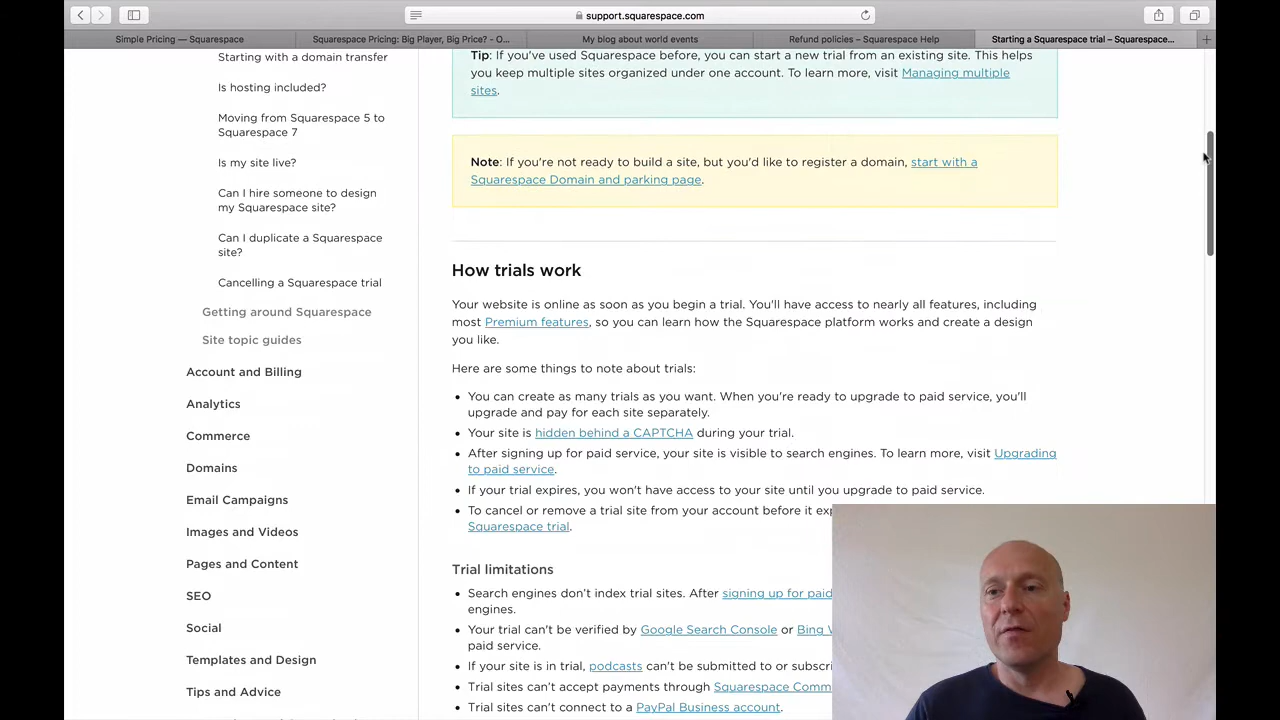 support.squarespace.com
Simple Pricing — Squarespace
Squarespace Pricing: Big Player, Big Price? - O...
My blog about world events
Refund policies – Squarespace Help
Starting a Squarespace trial – Squarespace...
Starting with a domain transfer
Is hosting included?
Moving from Squarespace 5 to
Squarespace 7
Is my site live?
Can I hire someone to design
my Squarespace site?
Can I duplicate a Squarespace
site?
Cancelling a Squarespace trial
Getting around Squarespace
Site topic guides
Account and Billing
Analytics
Commerce
Domains
Email Campaigns
Images and Videos
Pages and Content
SEO
Social
Templates and Design
Tips and Advice
Tip: If you've used Squarespace before, you can start a new trial from an existing site. This helps
you keep multiple sites organized under one account. To learn more, visit Managing multiple
sites.
Note: If you're not ready to build a site, but you'd like to register a domain, start with a
Squarespace Domain and parking page.
How trials work
Your website is online as soon as you begin a trial. You'll have access to nearly all features, including
most Premium features, so you can learn how the Squarespace platform works and create a design
you like.
Here are some things to note about trials:
• You can create as many trials as you want. When you're ready to upgrade to paid service, you'll
upgrade and pay for each site separately.
• Your site is hidden behind a CAPTCHA during your trial.
• After signing up for paid service, your site is visible to search engines. To learn more, visit Upgrading
to paid service.
• If your trial expires, you won't have access to your site until you upgrade to paid service.
• To cancel or remove a trial site from your account before it
Squarespace trial.
Trial limitations
• Search engines don't index trial sites. After signing up for paid
engines.
• Your trial can't be verified by Google Search Console or Bing
paid service.
• If your site is in trial, podcasts can't be submitted to or
• Trial sites can't accept payments through Squarespace
• Trial sites can't connect to a PayPal Business account.